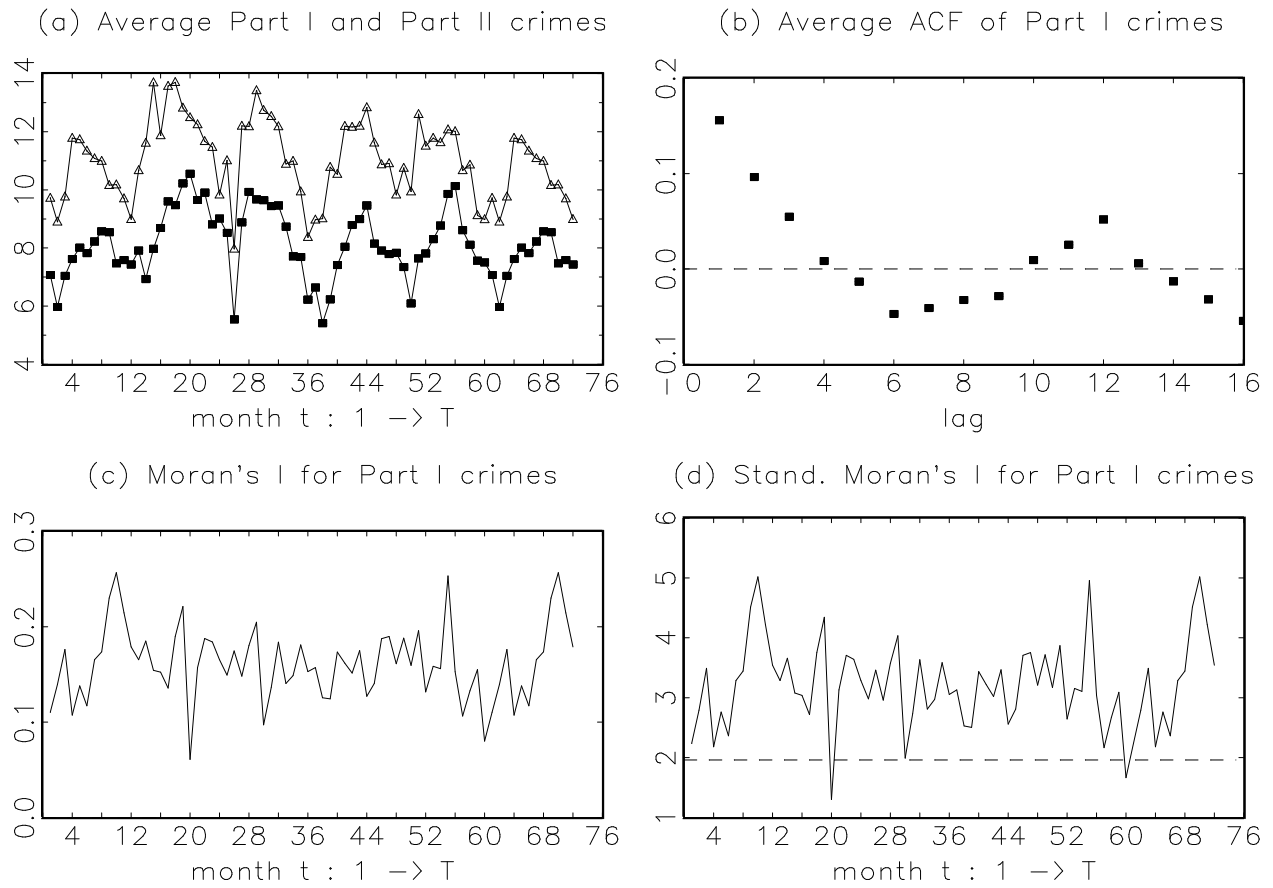 (a) Average Part I and Part II crimes
14
12
10
8
6
4
4 12 20 28 36 44 52 60 68 76
month t : 1 —> T
(b) Average ACF of Part I crimes
0.2
0.1
0.0
−0.1
0 2 4 6 8 10 12 14 16
lag
(c) Moran's I for Part I crimes
0.3
0.2
0.1
0.0
4 12 20 28 36 44 52 60 68 76
month t : 1 —> T
(d) Stand. Moran's I for Part I crimes
6
5
4
3
2
1
4 12 20 28 36 44 52 60 68 76
month t : 1 —> T